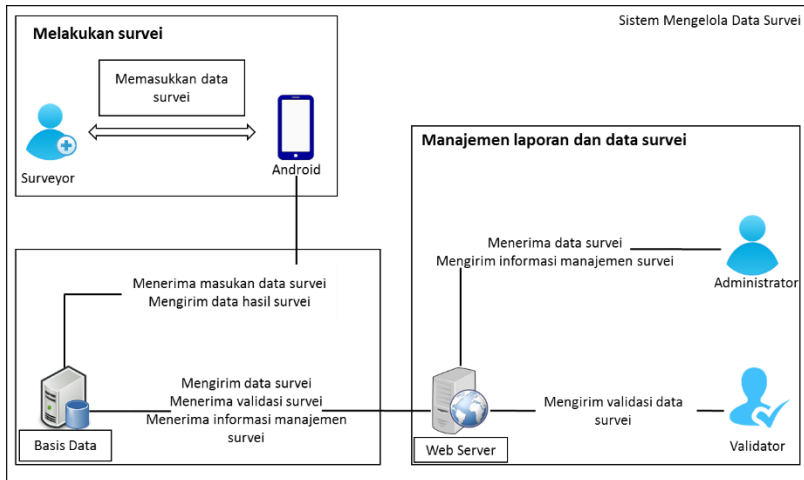 Sistem Mengelola Data Survei
Melakukan survei
Memasukkan data
survei
Surveyor
Android
Manajemen laporan dan data survei
Menerima data survei
Mengirim informasi manajemen survei
Administrator
Menerima masukan data survei
Mengirim data hasil survei
Mengirim data survei
Menerima validasi survei
Menerima informasi manajemen
survei
Basis Data
Web Server
Mengirim validasi data
survei
Validator